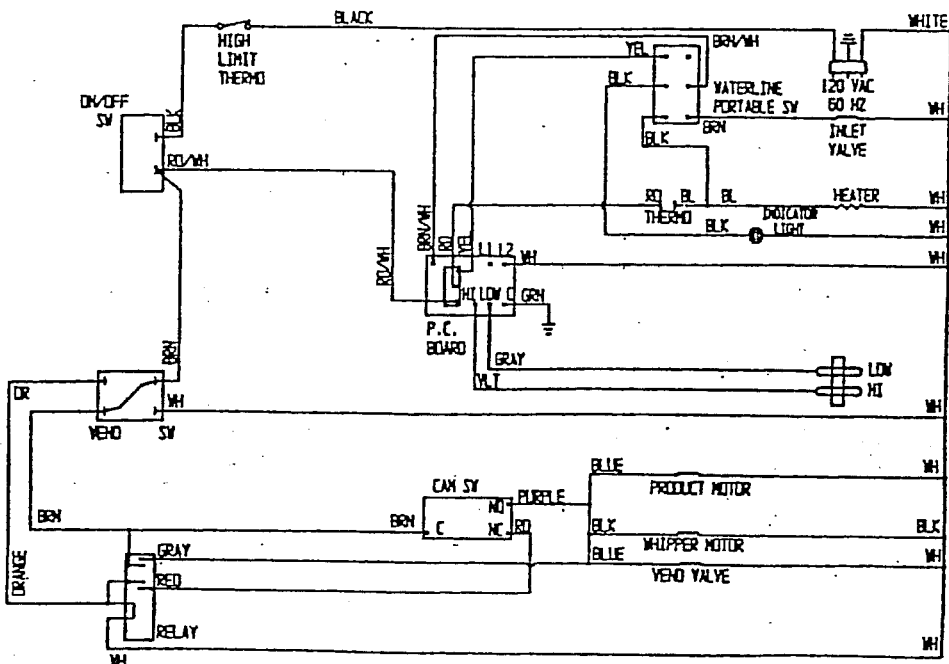 BLACK
WHITE
HIGH
LIMIT
THERMO
BRN/WH
YEL
BLK
WATERLINE
PORTABLE SW
120 VAC
60 HZ
INLET
VALVE
BRN
WH
ON/OFF
SW
BLK
RD/WH
BLK
RD
THERMO
BL
BL
HEATER
WH
BLK
INDICATOR
LIGHT
WH
BRN/WH
RD
YEL
L1 L2
WH
WH
RD/WH
HI LOW C
GRN
P.C.
BOARD
GRAY
VLT
LOW
HI
BRN
OR
WH
WH
VEND SW
BLUE
WH
PRODUCT MOTOR
CAM SW
NO
PURPLE
BRN
BRN
C
NC
RD
BLK
BLK
WHIPPER MOTOR
BLUE
WH
VEND VALVE
ORANGE
GRAY
RED
RELAY
WH
WH